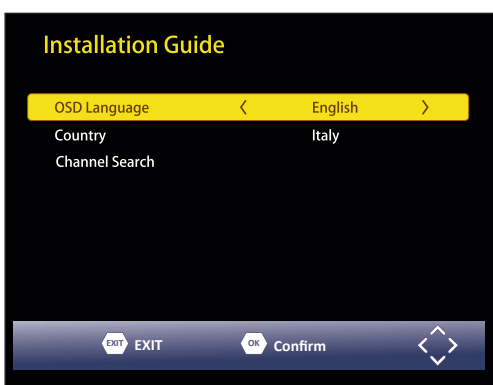 Installation Guide
OSD Language < English >
Country Italy
Channel Search
EXIT EXIT OK Confirm